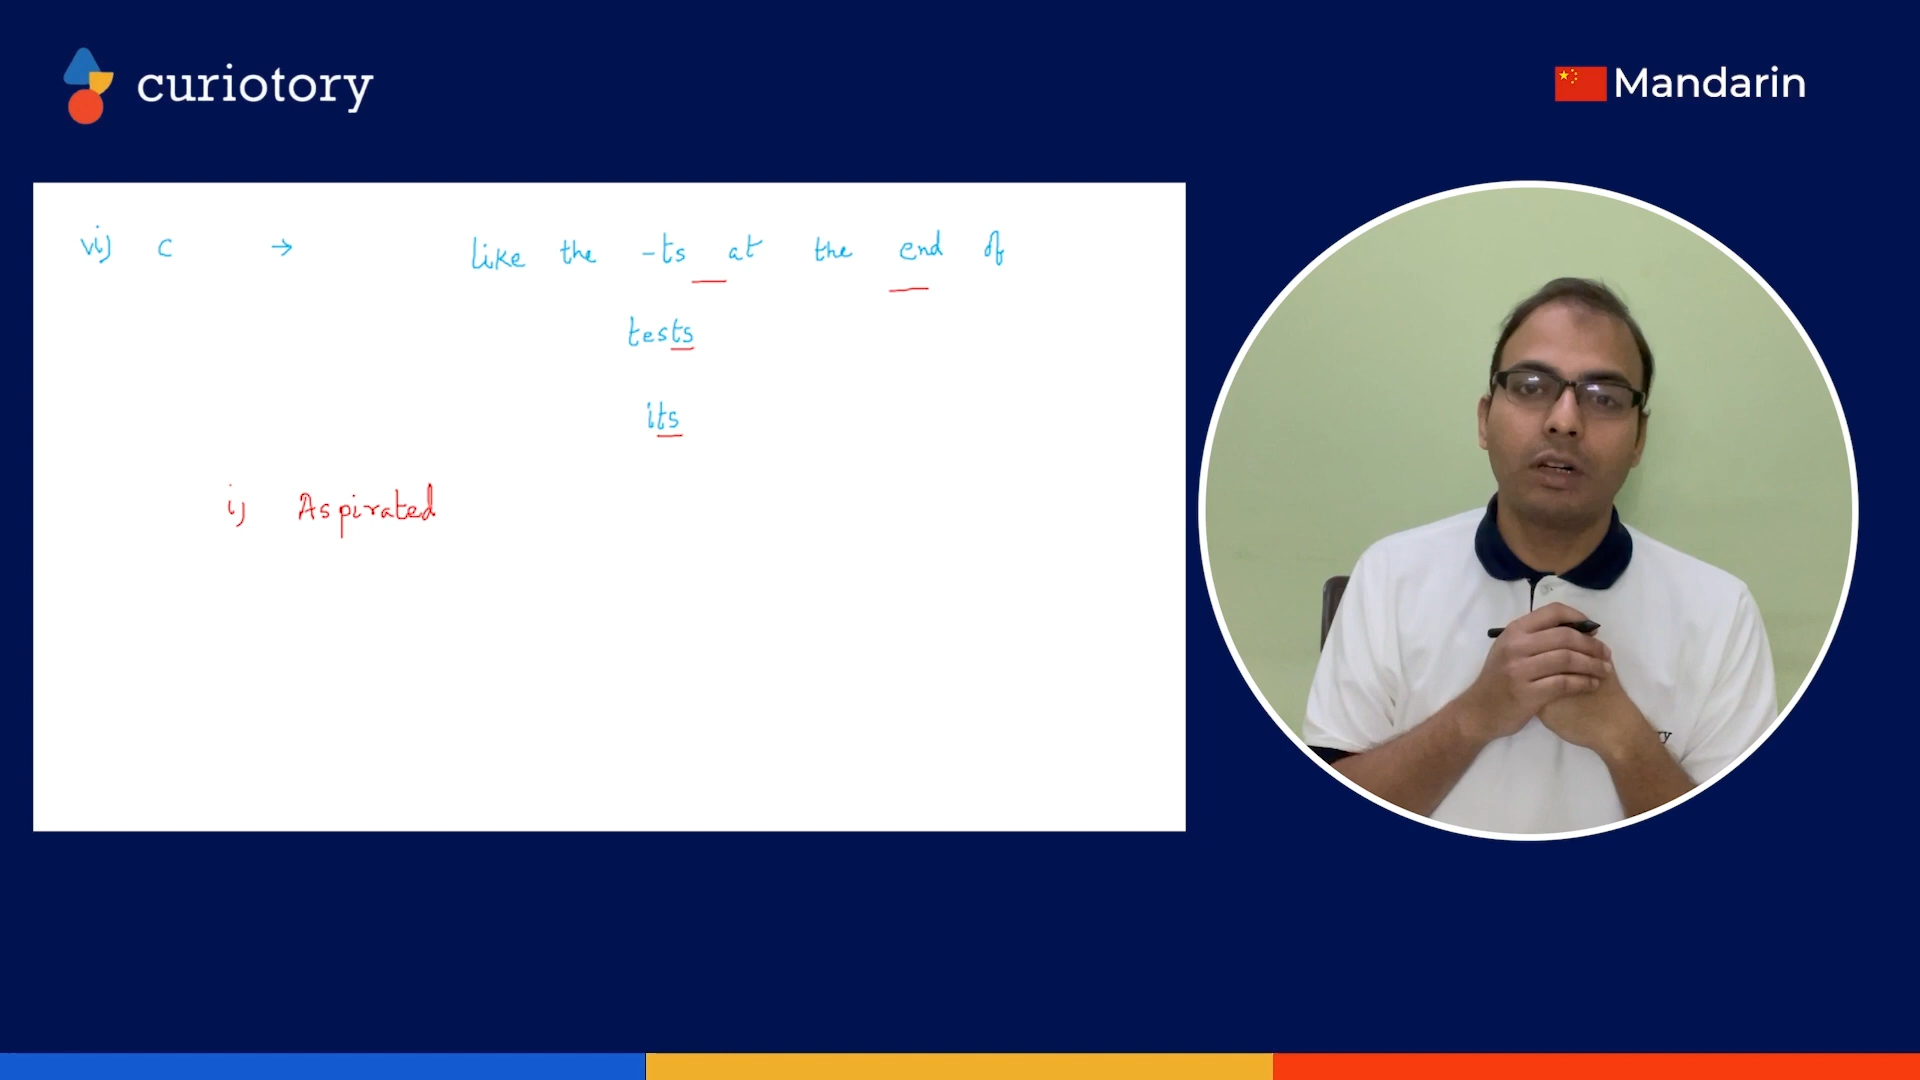 curiotory
Mandarin
vi) c → like the -ts at the end of
tests
its
i) Aspirated